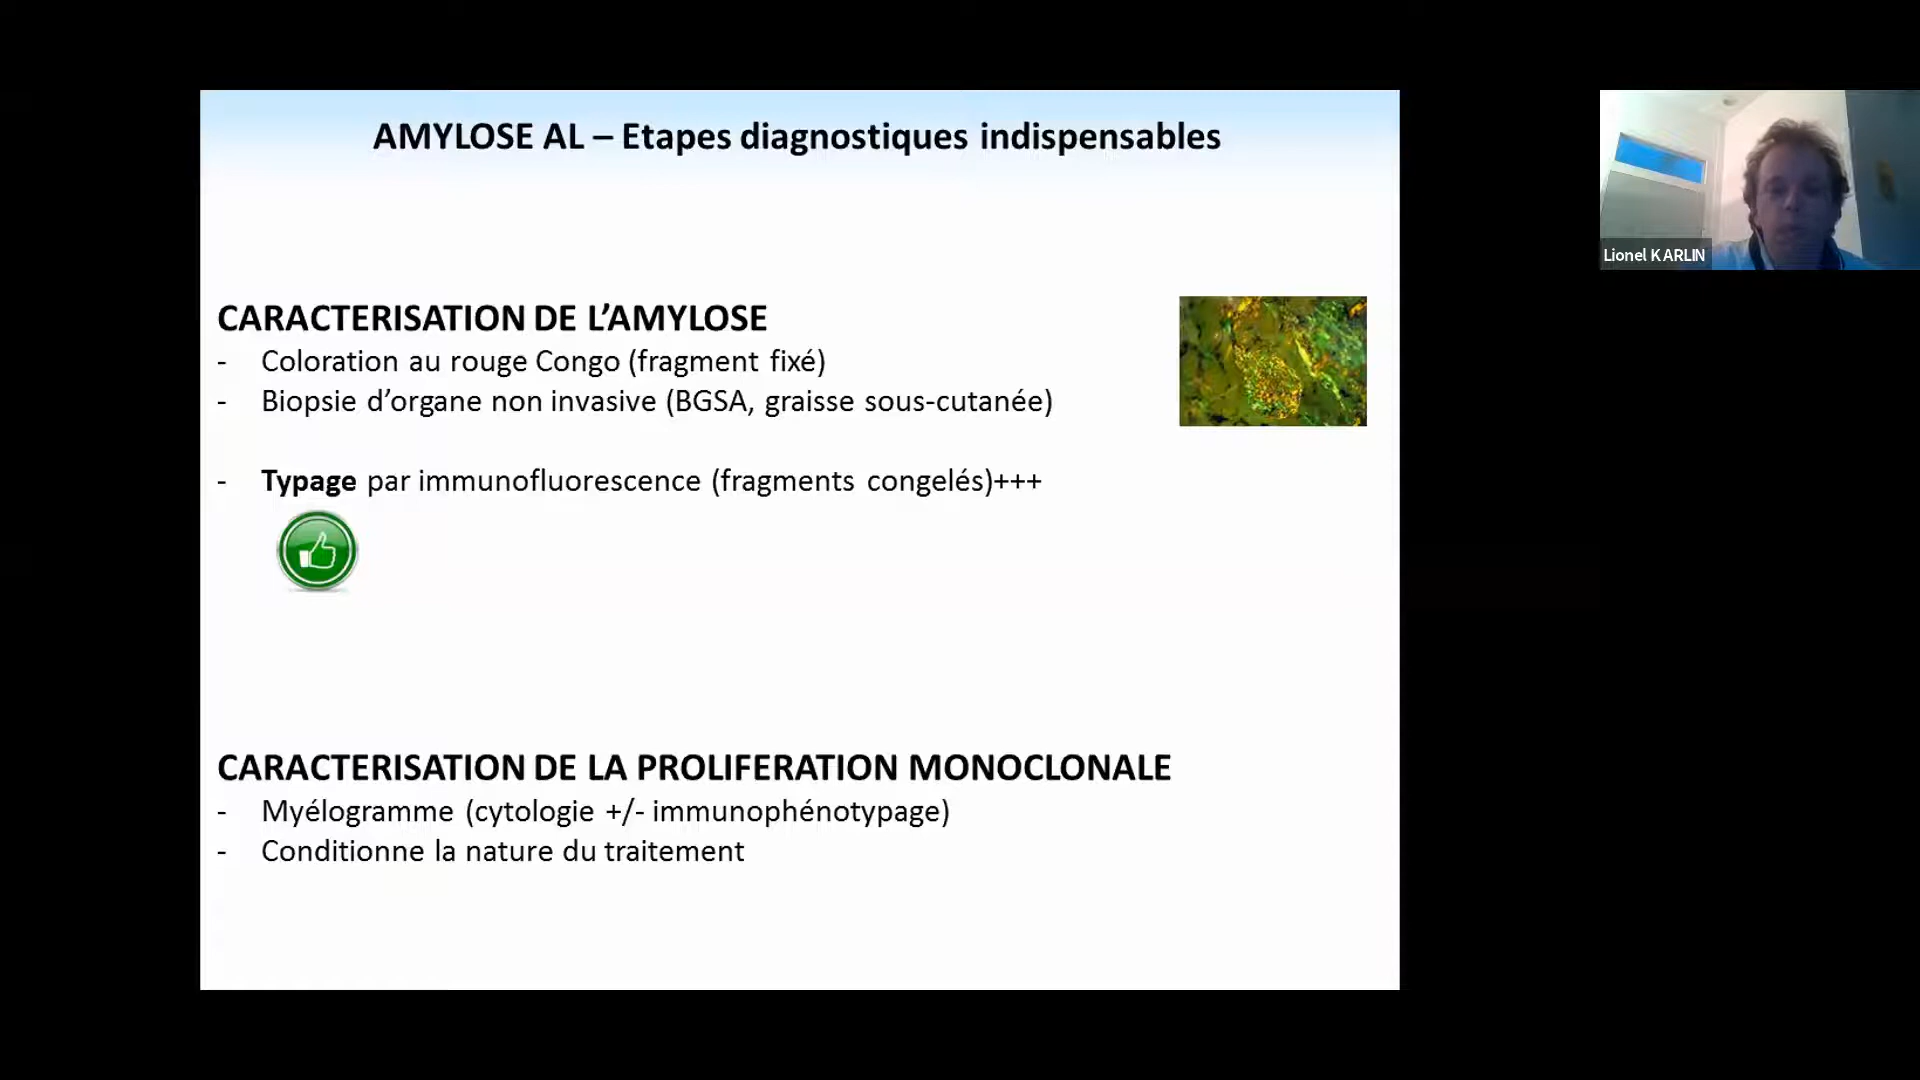 AMYLOSE AL – Etapes diagnostiques indispensables
CARACTERISATION DE L’AMYLOSE
- Coloration au rouge Congo (fragment fixé)
- Biopsie d’organe non invasive (BGSA, graisse sous-cutanée)
- Typage par immunofluorescence (fragments congelés)+++
CARACTERISATION DE LA PROLIFERATION MONOCLONALE
- Myélogramme (cytologie +/- immunophénotypage)
- Conditionne la nature du traitement
Lionel KARLIN